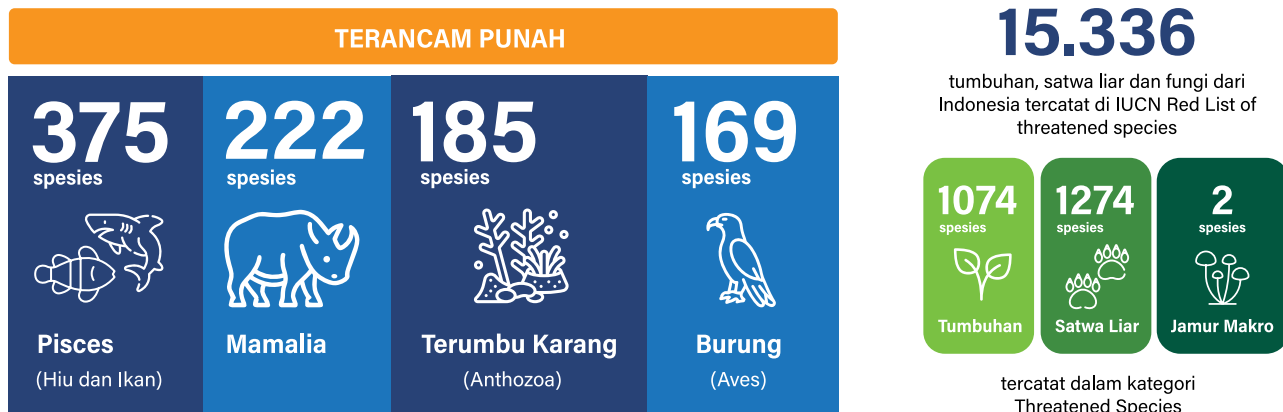 TERANCAM PUNAH
375
spesies
Pisces
(Hiu dan Ikan)
222
spesies
Mamalia
185
spesies
Terumbu Karang
(Anthozoa)
169
spesies
Burung
(Aves)
15.336
tumbuhan, satwa liar dan fungi dari
Indonesia tercatat di IUCN Red List of
threatened species
1074
spesies
Tumbuhan
1274
spesies
Satwa Liar
2
spesies
Jamur Makro
tercatat dalam kategori
Threatened Species